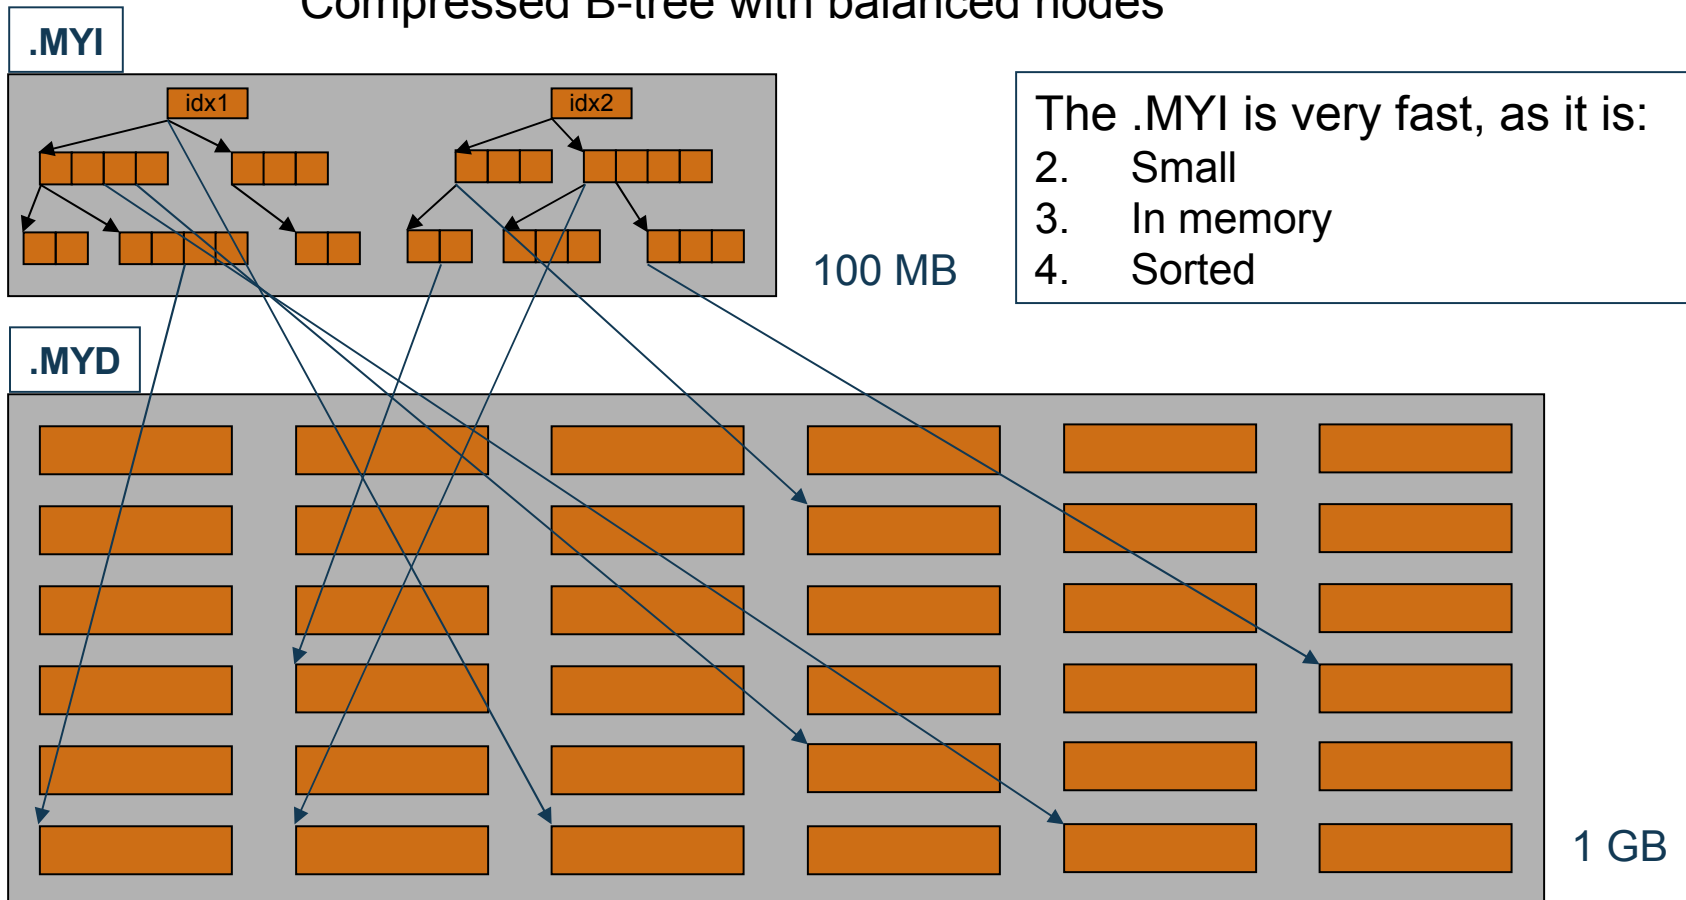 Compressed B-tree with balanced nodes
.MYI
idx1
idx2
The .MYI is very fast, as it is:
2. Small
3. In memory
4. Sorted
100 MB
.MYD
1 GB